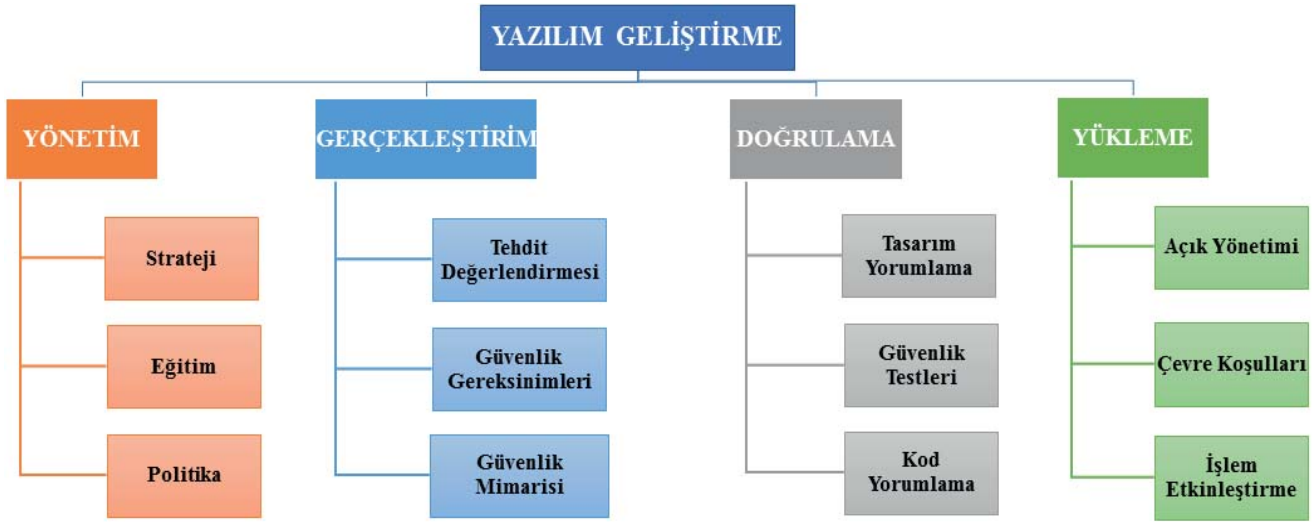 YAZILIM GELİŞTİRME
YÖNETİM
Strateji
Eğitim
Politika
GERÇEKLEŞTİRİM
Tehdit
Değerlendirmesi
Güvenlik
Gereksinimleri
Güvenlik
Mimarisi
DOĞRULAMA
Tasarım
Yorumlama
Güvenlik
Testleri
Kod
Yorumlama
YÜKLEME
Açık Yönetimi
Çevre Koşulları
İşlem
Etkinleştirme